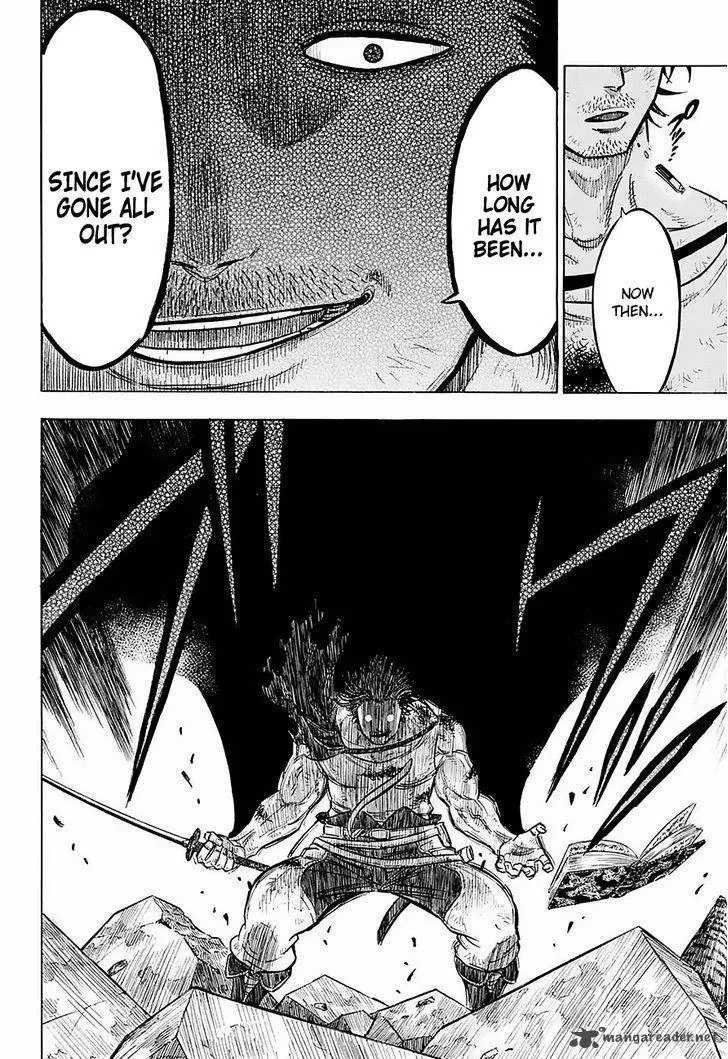 NOW
THEN...
HOW
LONG
HAS IT
BEEN...
SINCE I'VE
GONE ALL
OUT?
mangareader.net